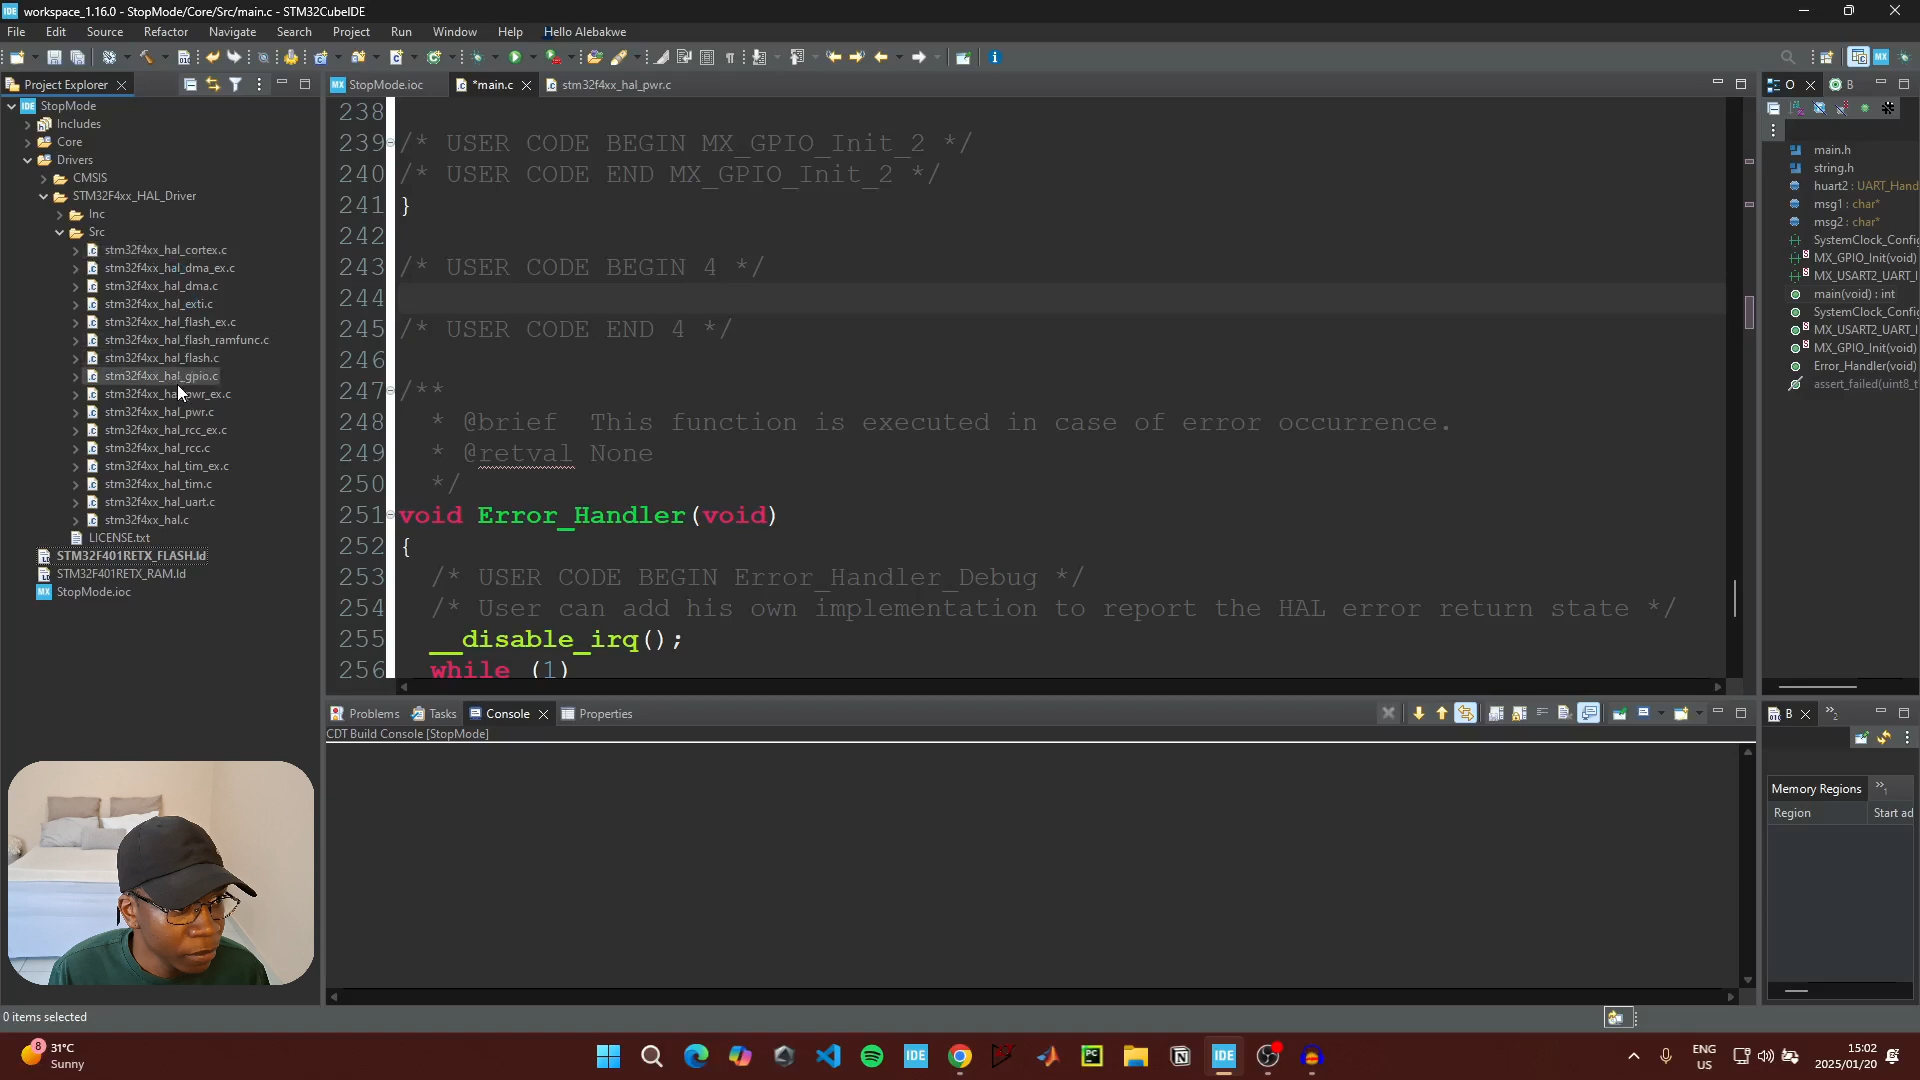 workspace_1.16.0 - StopMode/Core/Src/main.c - STM32CubeIDE
File Edit Source Refactor Navigate Search Project Run Window Help Hello Alebakwe
Project Explorer
StopMode
Includes
Core
Drivers
CMSIS
STM32F4xx_HAL_Driver
Inc
Src
stm32f4xx_hal_cortex.c
stm32f4xx_hal_dma_ex.c
stm32f4xx_hal_dma.c
stm32f4xx_hal_exti.c
stm32f4xx_hal_flash_ex.c
stm32f4xx_hal_flash_ramfunc.c
stm32f4xx_hal_flash.c
stm32f4xx_hal_gpio.c
stm32f4xx_hal_pwr_ex.c
stm32f4xx_hal_pwr.c
stm32f4xx_hal_rcc_ex.c
stm32f4xx_hal_rcc.c
stm32f4xx_hal_tim_ex.c
stm32f4xx_hal_tim.c
stm32f4xx_hal_uart.c
stm32f4xx_hal.c
LICENSE.txt
STM32F401RETX_FLASH.ld
STM32F401RETX_RAM.ld
StopMode.ioc
StopMode.ioc *main.c stm32f4xx_hal_pwr.c
238
239 /* USER CODE BEGIN MX_GPIO_Init_2 */
240 /* USER CODE END MX_GPIO_Init_2 */
241 }
242
243 /* USER CODE BEGIN 4 */
244
245 /* USER CODE END 4 */
246
247 /**
248 * @brief This function is executed in case of error occurrence.
249 * @retval None
250 */
251 void Error_Handler(void)
252 {
253 /* USER CODE BEGIN Error_Handler_Debug */
254 /* User can add his own implementation to report the HAL error return state */
255 __disable_irq();
256 while (1)
O B
main.h
string.h
huart2 : UART_Hand
msg1 : char*
msg2 : char*
SystemClock_Config
MX_GPIO_Init(void)
MX_USART2_UART_I
main(void) : int
SystemClock_Config
MX_USART2_UART_I
MX_GPIO_Init(void)
Error_Handler(void)
assert_failed(uint8_t
Problems Tasks Console Properties
CDT Build Console [StopMode]
B 2
Memory Regions 1
Region Start ad
0 items selected
8
31°C
Sunny
IDE PC IDE
ENG
US
15:02
2025/01/20